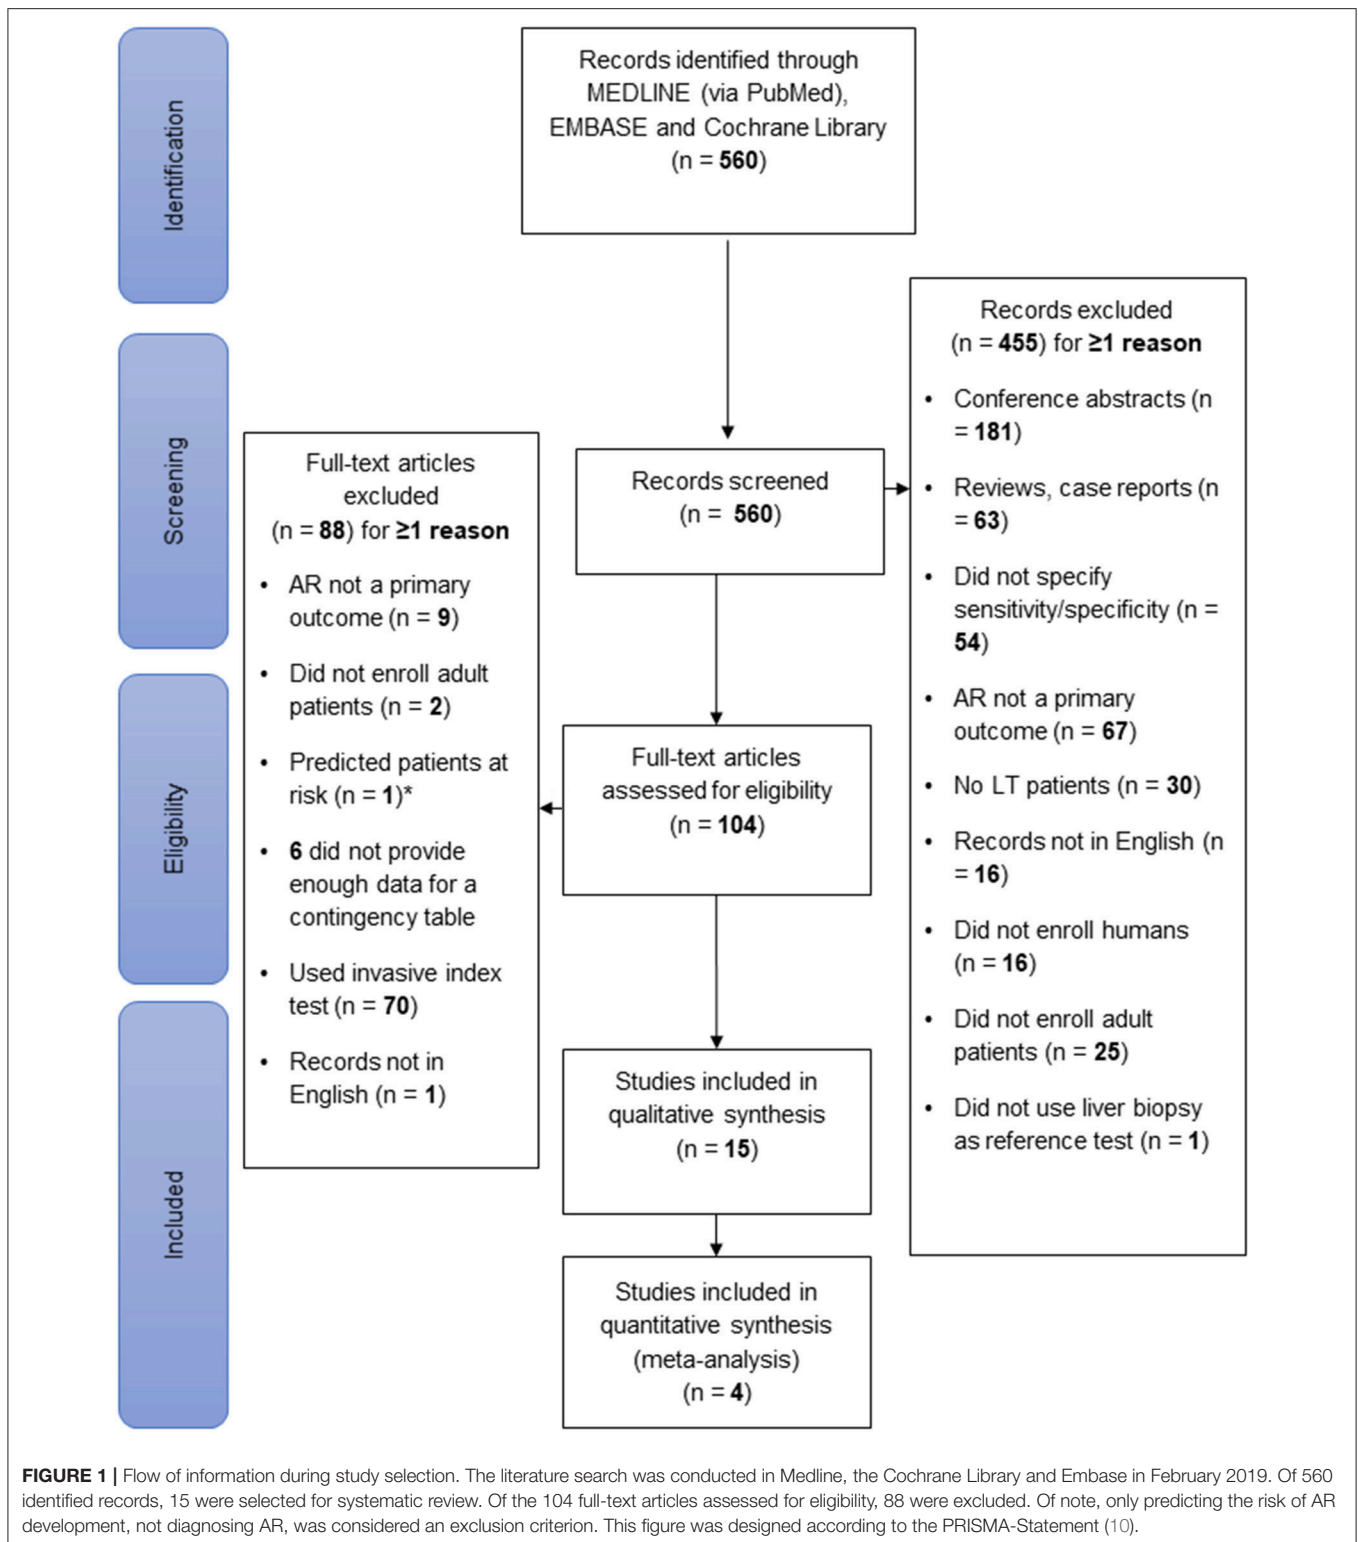 Identification
Records identified through
MEDLINE (via PubMed),
EMBASE and Cochrane Library
(n = 560)
Screening
Records screened
(n = 560)
Records excluded
(n = 455) for ≥1 reason
• Conference abstracts (n
= 181)
• Reviews, case reports (n
= 63)
• Did not specify
sensitivity/specificity (n =
54)
• AR not a primary
outcome (n = 67)
• No LT patients (n = 30)
• Records not in English (n
= 16)
• Did not enroll humans
(n = 16)
• Did not enroll adult
patients (n = 25)
• Did not use liver biopsy
as reference test (n = 1)
Eligibility
Full-text articles
assessed for eligibility
(n = 104)
Full-text articles
excluded
(n = 88) for ≥1 reason
• AR not a primary
outcome (n = 9)
• Did not enroll adult
patients (n = 2)
• Predicted patients at
risk (n = 1)*
• 6 did not provide
enough data for a
contingency table
• Used invasive index
test (n = 70)
• Records not in
English (n = 1)
Included
Studies included in
qualitative synthesis
(n = 15)
Studies included in
quantitative synthesis
(meta-analysis)
(n = 4)
FIGURE 1 | Flow of information during study selection. The literature search was conducted in Medline, the Cochrane Library and Embase in February 2019. Of 560
identified records, 15 were selected for systematic review. Of the 104 full-text articles assessed for eligibility, 88 were excluded. Of note, only predicting the risk of AR
development, not diagnosing AR, was considered an exclusion criterion. This figure was designed according to the PRISMA-Statement (10).